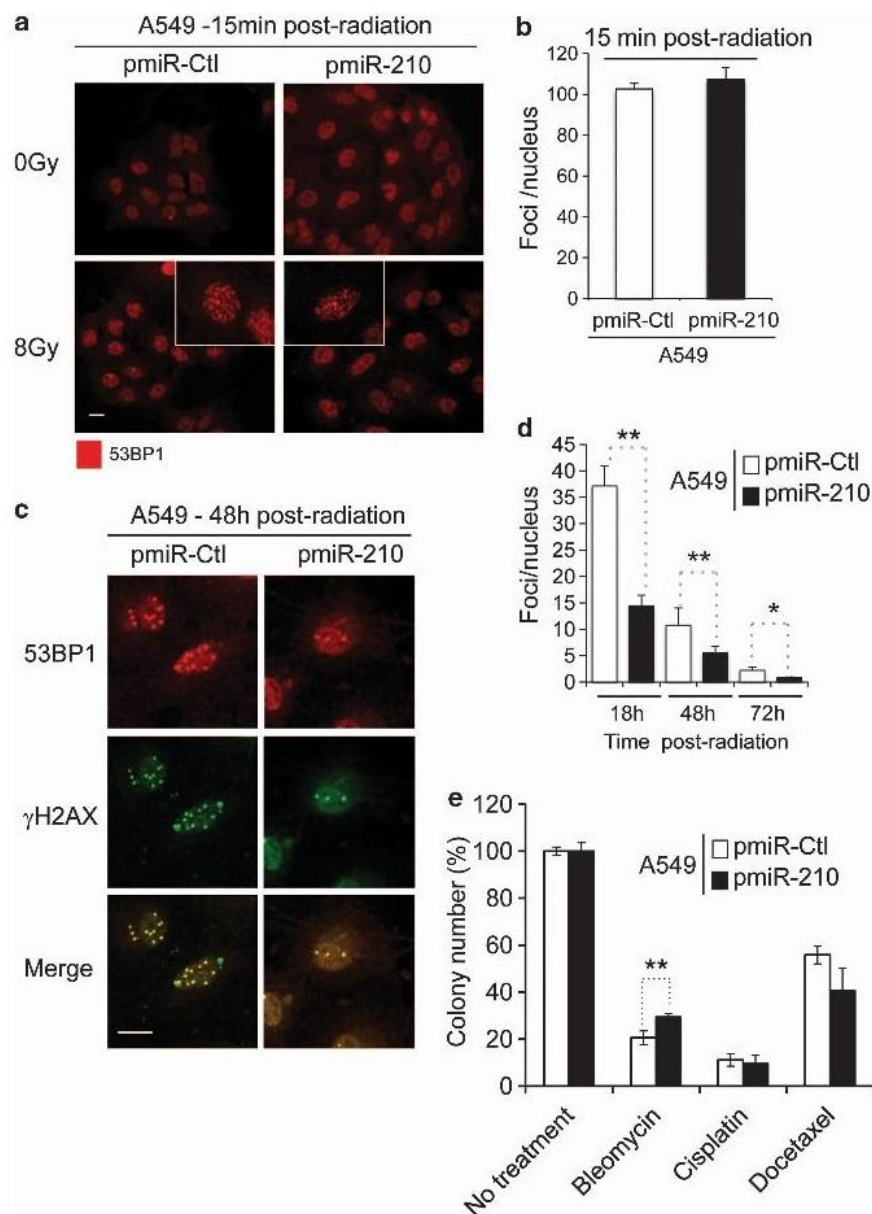 a
A549 -15min post-radiation
pmiR-Ctl pmiR-210
0Gy
8Gy
53BP1
b
15 min post-radiation
120
100
80
60
40
20
0
Foci /nucleus
pmiR-Ctl pmiR-210
A549
c
A549 - 48h post-radiation
pmiR-Ctl pmiR-210
53BP1
γH2AX
Merge
d
45
40
35
30
25
20
15
10
5
0
Foci/nucleus
**
**
*
A549
pmiR-Ctl
pmiR-210
18h 48h 72h
Time post-radiation
e
120
100
80
60
40
20
0
Colony number (%)
**
A549
pmiR-Ctl
pmiR-210
No treatment
Bleomycin
Cisplatin
Docetaxel